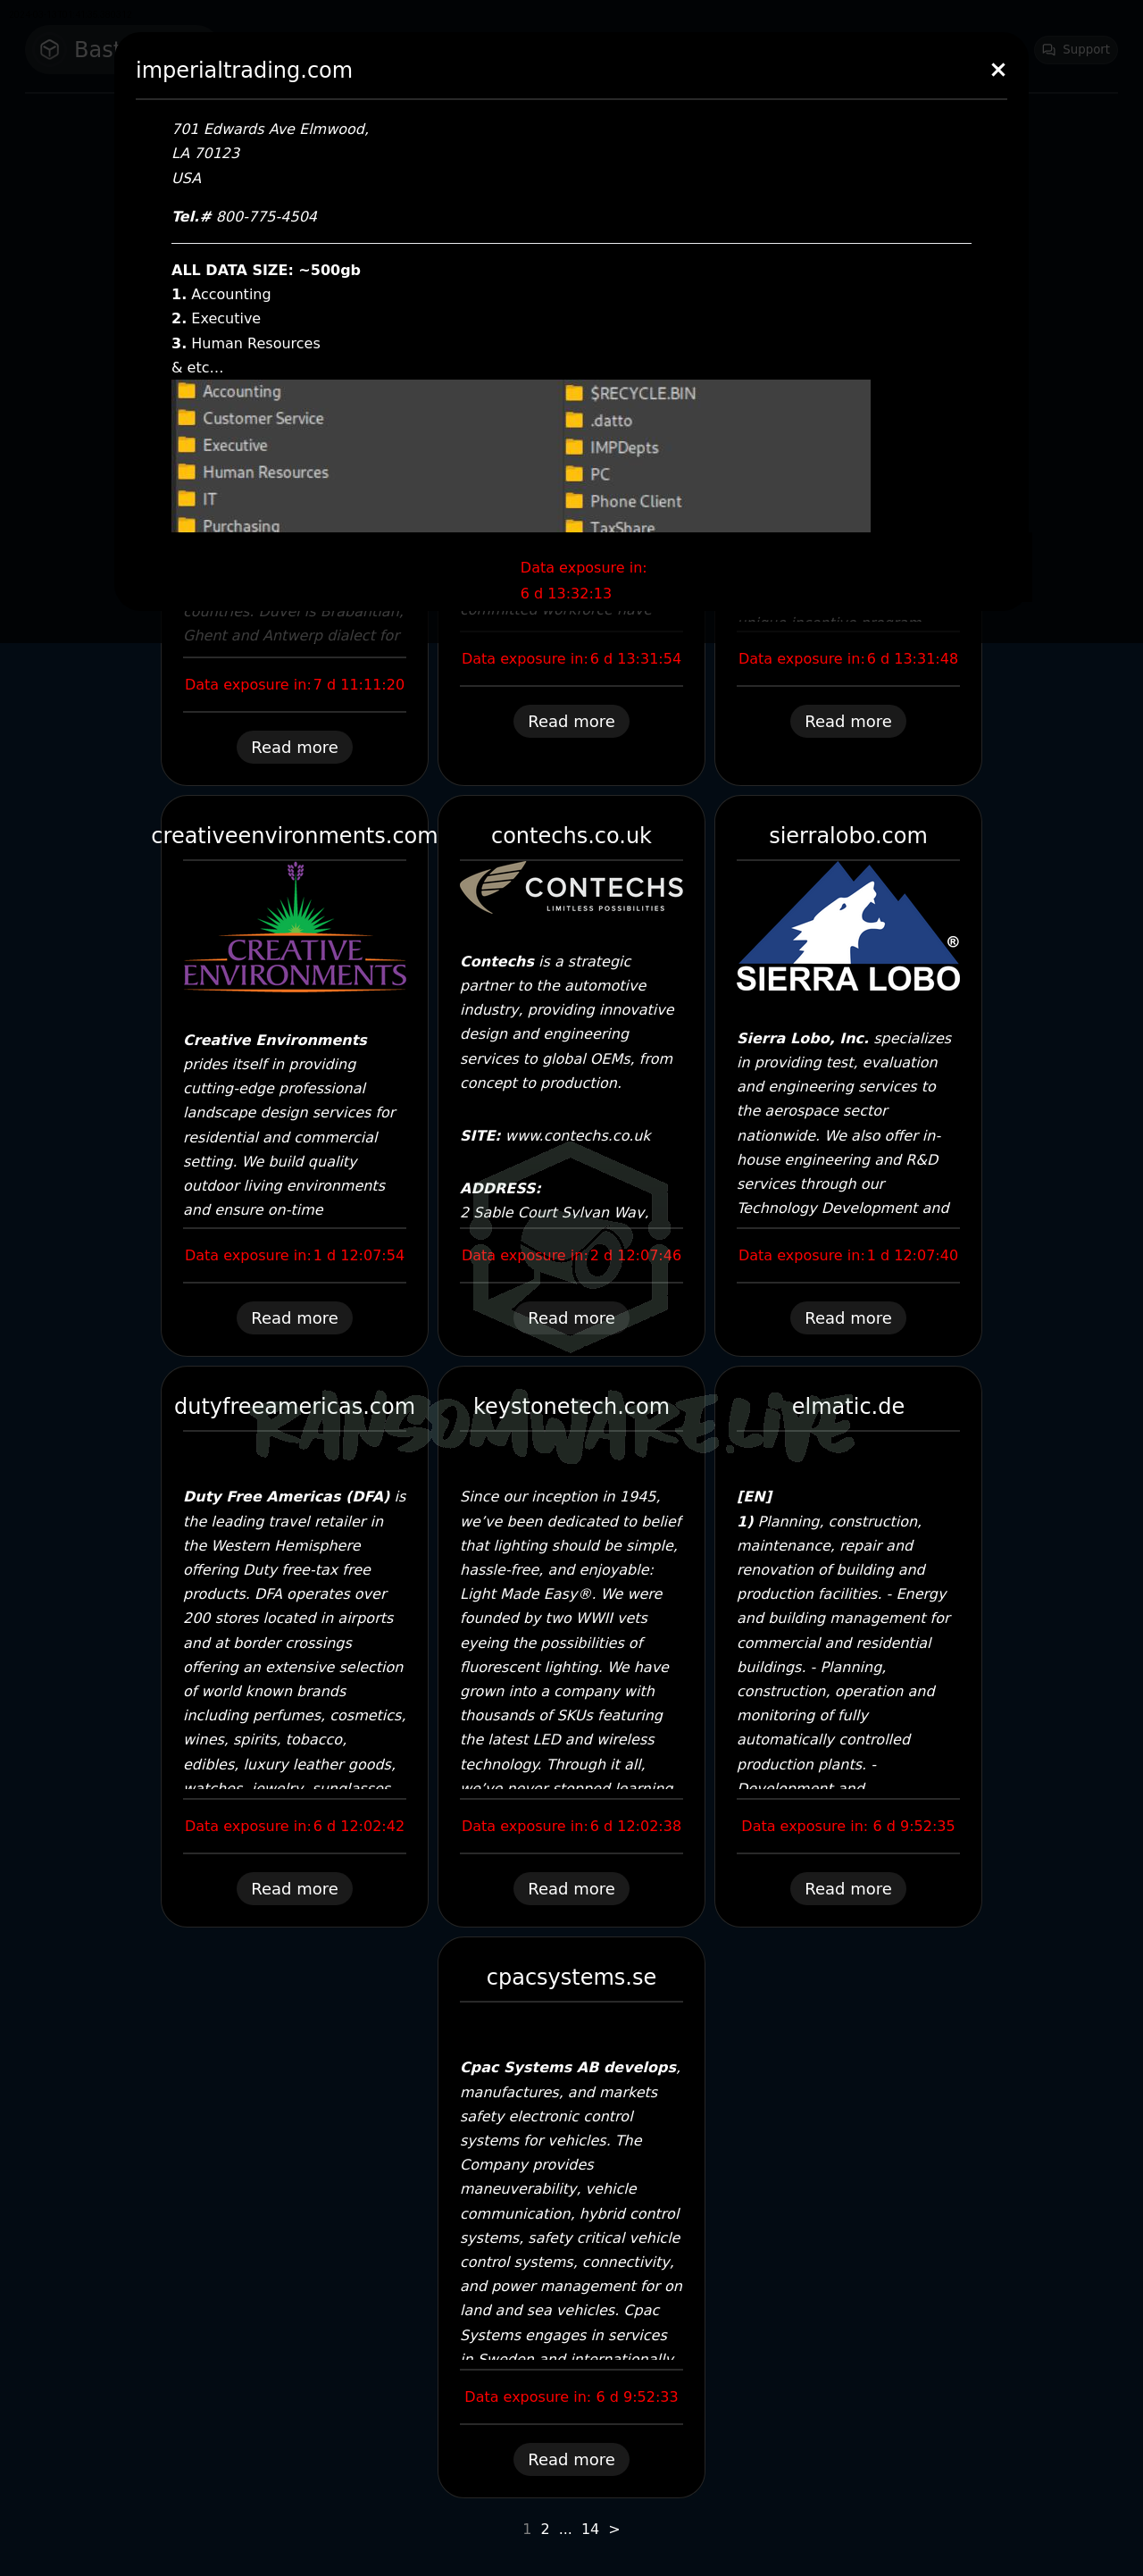 Bast
Support
imperialtrading.com
×
701 Edwards Ave Elmwood,
LA 70123
USA
Tel.# 800-775-4504
ALL DATA SIZE: ~500gb
1. Accounting
2. Executive
3. Human Resources
& etc...
Accounting
Customer Service
Executive
Human Resources
IT
Purchasing
$RECYCLE.BIN
.datto
IMPDepts
PC
Phone Client
TaxShare
Data exposure in:
6 d 13:32:13
countries. Duvel is Brabantian,
Ghent and Antwerp dialect for
Data exposure in: 7 d 11:11:20
Read more
committed workforce have
Data exposure in: 6 d 13:31:54
Read more
unique incentive program
Data exposure in: 6 d 13:31:48
Read more
creativeenvironments.com
CREATIVE
ENVIRONMENTS
Creative Environments
prides itself in providing
cutting-edge professional
landscape design services for
residential and commercial
setting. We build quality
outdoor living environments
and ensure on-time
Data exposure in: 1 d 12:07:54
Read more
contechs.co.uk
CONTECHS
LIMITLESS POSSIBILITIES
Contechs is a strategic
partner to the automotive
industry, providing innovative
design and engineering
services to global OEMs, from
concept to production.
SITE: www.contechs.co.uk
ADDRESS:
2 Sable Court Sylvan Way,
Data exposure in: 2 d 12:07:46
Read more
sierralobo.com
®
SIERRA LOBO
Sierra Lobo, Inc. specializes
in providing test, evaluation
and engineering services to
the aerospace sector
nationwide. We also offer in-
house engineering and R&D
services through our
Technology Development and
Data exposure in: 1 d 12:07:40
Read more
RANSOMWARE.LIVE
dutyfreeamericas.com
Duty Free Americas (DFA) is
the leading travel retailer in
the Western Hemisphere
offering Duty free-tax free
products. DFA operates over
200 stores located in airports
and at border crossings
offering an extensive selection
of world known brands
including perfumes, cosmetics,
wines, spirits, tobacco,
edibles, luxury leather goods,
watches, jewelry, sunglasses
Data exposure in: 6 d 12:02:42
Read more
keystonetech.com
Since our inception in 1945,
we’ve been dedicated to belief
that lighting should be simple,
hassle-free, and enjoyable:
Light Made Easy®. We were
founded by two WWII vets
eyeing the possibilities of
fluorescent lighting. We have
grown into a company with
thousands of SKUs featuring
the latest LED and wireless
technology. Through it all,
we’ve never stopped learning
Data exposure in: 6 d 12:02:38
Read more
elmatic.de
[EN]
1) Planning, construction,
maintenance, repair and
renovation of building and
production facilities. - Energy
and building management for
commercial and residential
buildings. - Planning,
construction, operation and
monitoring of fully
automatically controlled
production plants. -
Development and
Data exposure in: 6 d 9:52:35
Read more
cpacsystems.se
Cpac Systems AB develops,
manufactures, and markets
safety electronic control
systems for vehicles. The
Company provides
maneuverability, vehicle
communication, hybrid control
systems, safety critical vehicle
control systems, connectivity,
and power management for on
land and sea vehicles. Cpac
Systems engages in services
in Sweden and internationally
Data exposure in: 6 d 9:52:33
Read more
1 2 ... 14 >